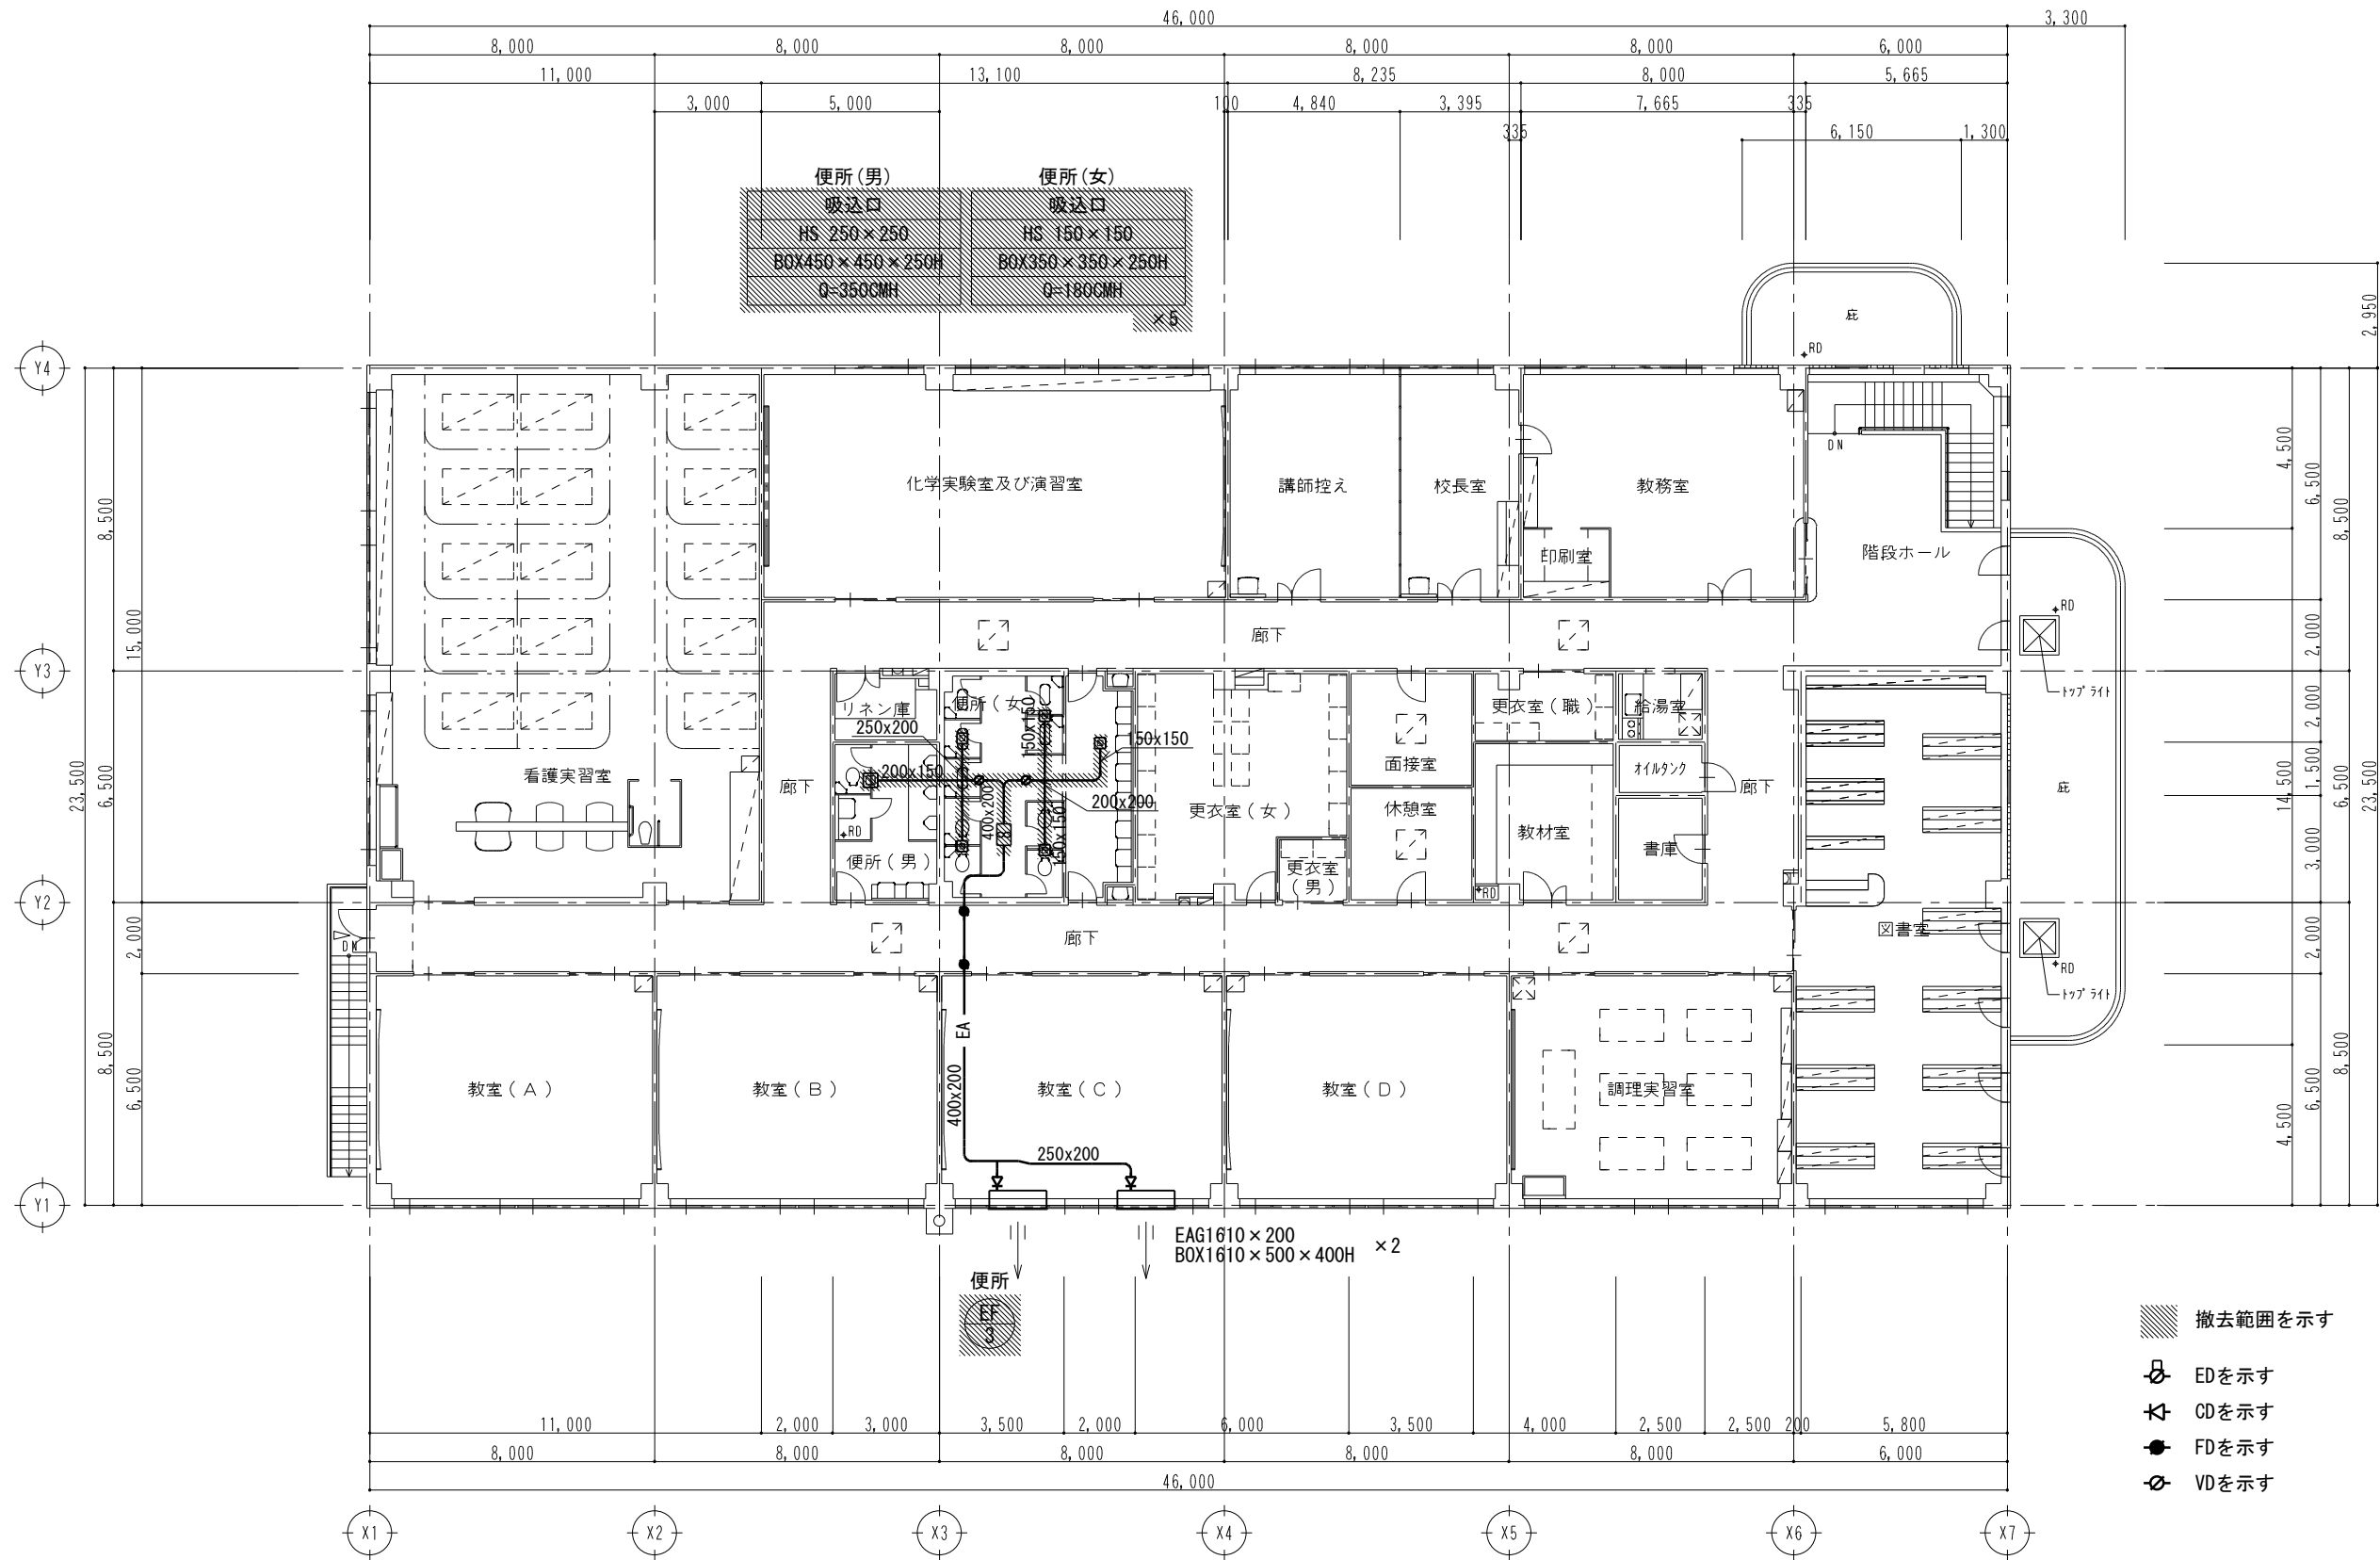 46,000
3,300
8,000
8,000
8,000
8,000
8,000
6,000
11,000
13,100
8,235
8,000
5,665
3,000
5,000
100
4,840
3,395
7,665
335
335
6,150
1,300
便所(男)
便所(女)
吸込口
吸込口
HS 250×250
HS 150×150
BOX450×450×250H
BOX350×350×250H
Q=350CMH
Q=180CMH
×5
庇
RD
2,950
Y4
DN
化学実験室及び演習室
講師控え
校長室
教務室
印刷室
階段ホール
8,500
15,000
4,500
6,500
8,500
廊下
RD
トップライト
2,000
Y3
リネン庫
便所(女)
250x200
150x150
150x150
更衣室(職)
給湯室
2,000
看護実習室
廊下
200x150
400x200
200x200
150x150
更衣室(女)
面接室
休憩室
オイルタンク
廊下
庇
23,500
6,500
14,500
1,500
6,500
23,500
RD
便所(男)
更衣室
(男)
教材室
書庫
RD
3,000
Y2
DN
廊下
図書室
RD
トップライト
2,000
2,000
EA
400x200
教室(A)
教室(B)
教室(C)
教室(D)
調理実習室
8,500
6,500
4,500
6,500
8,500
250x200
Y1
EAG1610×200
BOX1610×500×400H
×2
便所
EF
3
撤去範囲を示す
EDを示す
CDを示す
FDを示す
VDを示す
11,000
2,000
3,000
3,500
2,000
6,000
3,500
4,000
2,500
2,500
200
5,800
8,000
8,000
8,000
8,000
8,000
6,000
46,000
X1
X2
X3
X4
X5
X6
X7